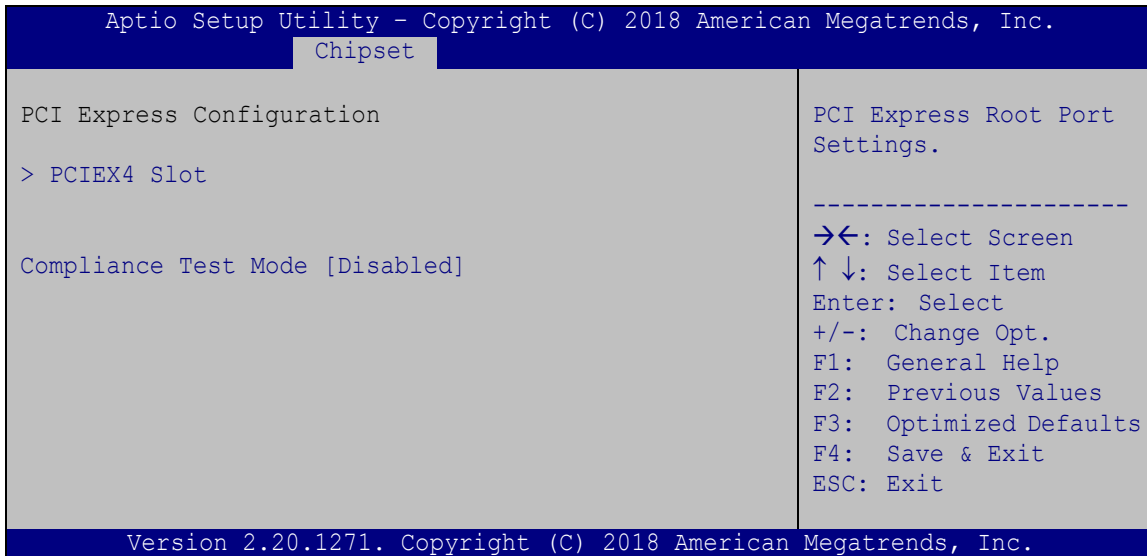 Aptio Setup Utility – Copyright (C) 2018 American Megatrends, Inc.
Chipset
PCI Express Configuration
> PCIEX4 Slot
Compliance Test Mode [Disabled]
PCI Express Root Port
Settings.
----------------------
→←: Select Screen
↑ ↓: Select Item
Enter: Select
+/-: Change Opt.
F1: General Help
F2: Previous Values
F3: Optimized Defaults
F4: Save & Exit
ESC: Exit
Version 2.20.1271. Copyright (C) 2018 American Megatrends, Inc.